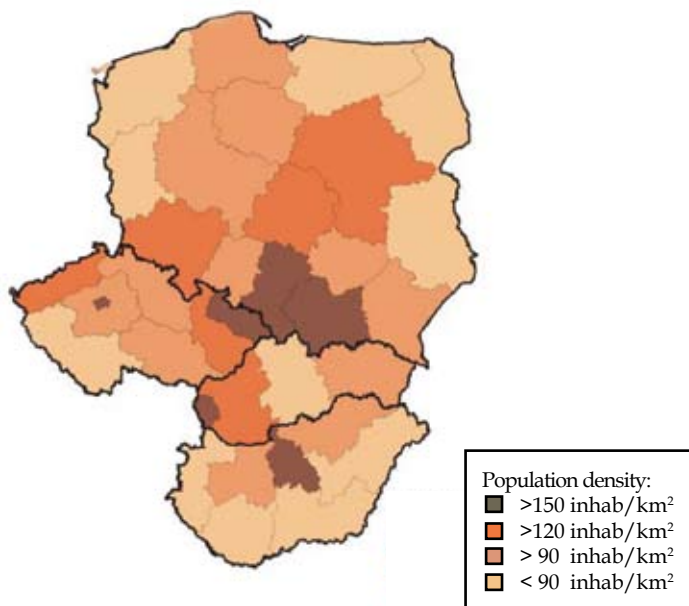 Population density:
>150 inhab/km²
>120 inhab/km²
> 90 inhab/km²
< 90 inhab/km²